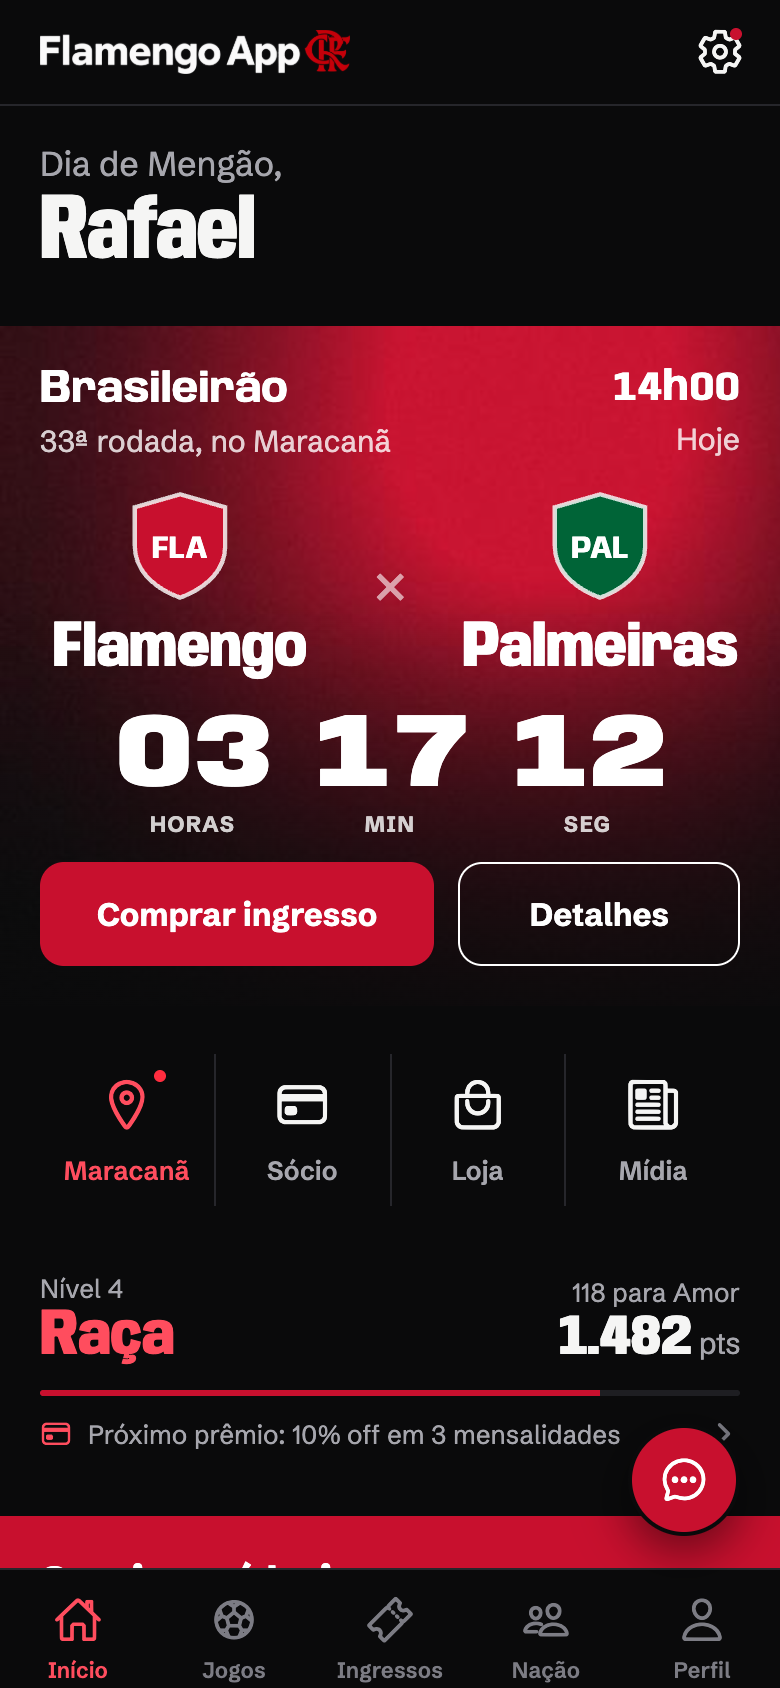 Flamengo App
Dia de Mengão,
Rafael
Brasileirão
14h00
33ª rodada, no Maracanã
Hoje
FLA
PAL
×
Flamengo
Palmeiras
03 17 12
HORAS MIN SEG
Comprar ingresso
Detalhes
Maracanã
Sócio
Loja
Mídia
Nível 4
118 para Amor
Raça
1.482 pts
Próximo prêmio: 10% off em 3 mensalidades
Início
Jogos
Ingressos
Nação
Perfil